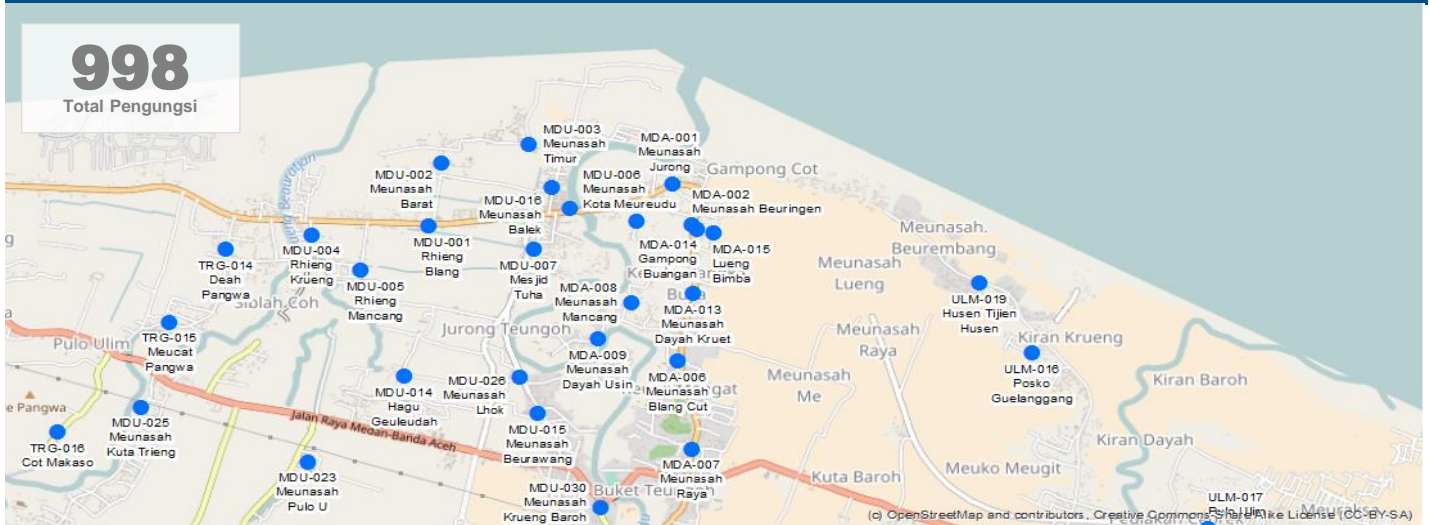 998
Total Pengungsi
MDU-003
Meunasah
Timur
MDA-001
Meunasah
Jurong
Gampong Cot
MDU-002
Meunasah
Barat
MDU-006
Meunasah
Kota Meureudu
MDU-016
Meunasah
Balek
MDA-002
Meunasah Beuringen
Meunasah.
Beurembang
MDU-001
Rhieng
Blang
MDU-004
Rhieng
Krueng
TRG-014
Deah
Pangwa
MDU-005
Rhieng
Mancang
Siblah Coh
MDU-007
Mesjid
Tuha
MDA-014
Gampong
Buangan
MDA-015
Lueng
Bimba
Meunasah
Lueng
MDA-008
Meunasah
Mancang
ULM-019
Husen Tijien
Husen
MDA-013
Meunasah
Dayah Kruet
Jurong Teungoh
Meunasah
Raya
Kiran Krueng
Pulo Ulim
TRG-015
Meucat
Pangwa
MDA-009
Meunasah
Dayah Usin
ULM-016
Posko
Guelanggang
Kiran Baroh
MDU-014
Hagu
Geuleudah
MDU-026
Meunasah
Lhok
MDA-006
Meunasah
Blang Cut
Meunasah
Me
e Pangwa
MDU-025
Meunasah
Kuta Trieng
Jalan Raya Medan-Banda Aceh
MDU-015
Meunasah
Beurawang
TRG-016
Cot Makaso
Kiran Dayah
MDU-023
Meunasah
Pulo U
MDA-007
Meunasah
Raya
Kuta Baroh
Meuko Meugit
MDU-030
Meunasah
Krueng Baroh
ULM-017
Pulo Ulim
(c) OpenStreetMap and contributors, Creative Commons-Share Alike License (CC-BY-SA)